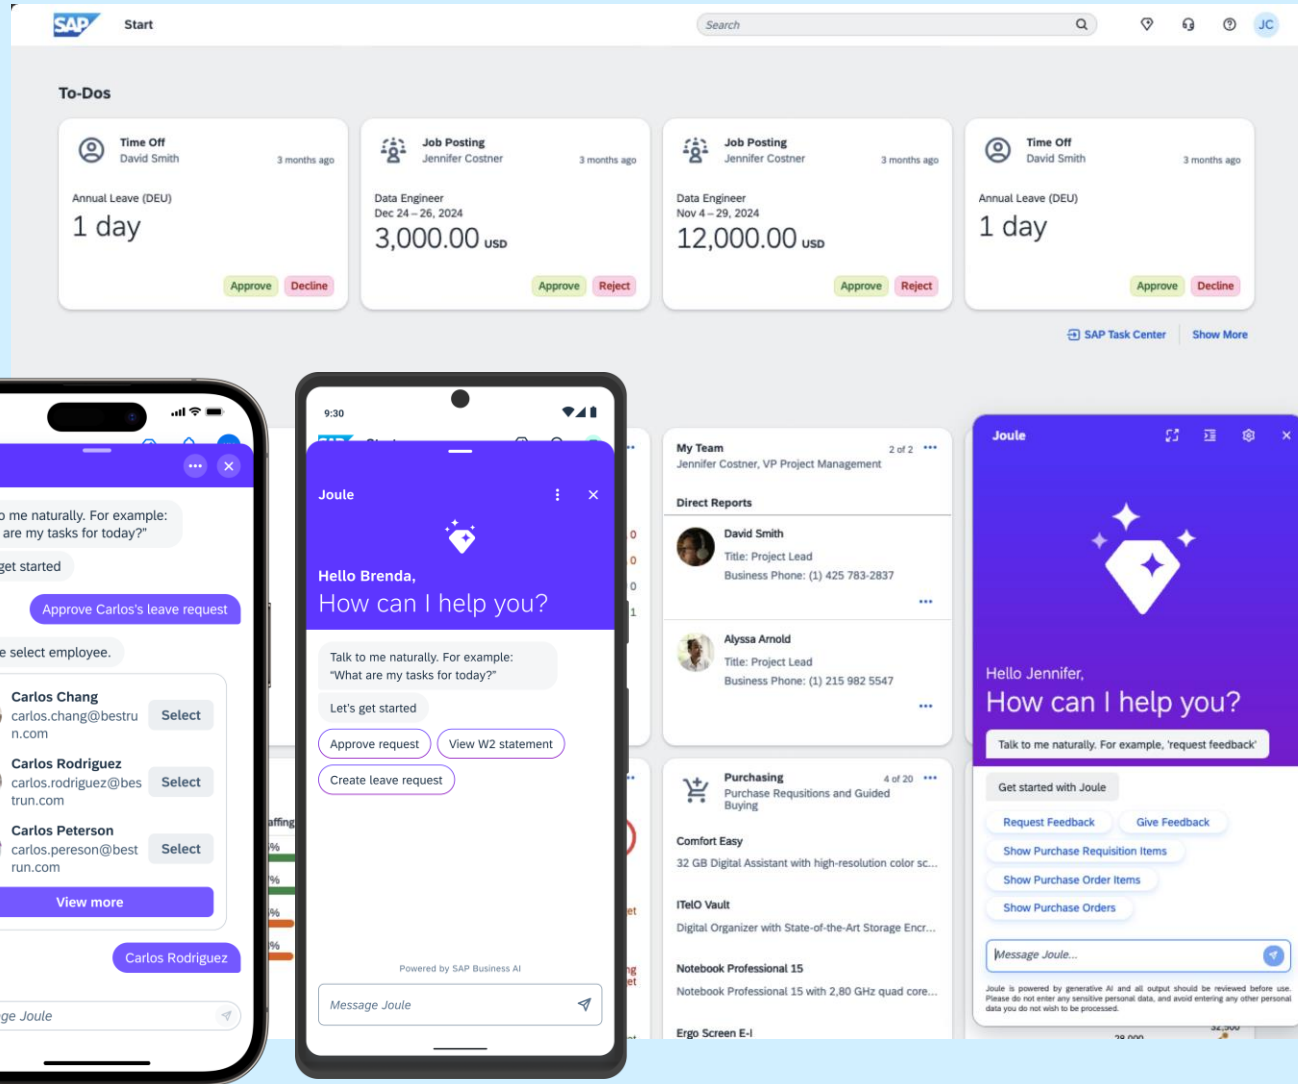 SAP Start
Search
JC
To-Dos
Time Off
David Smith
3 months ago
Annual Leave (DEU)
1 day
Approve Decline
Job Posting
Jennifer Costner
3 months ago
Data Engineer
Dec 24 – 26, 2024
3,000.00 USD
Approve Reject
Job Posting
Jennifer Costner
3 months ago
Data Engineer
Nov 4 – 29, 2024
12,000.00 USD
Approve Reject
Time Off
David Smith
3 months ago
Annual Leave (DEU)
1 day
Approve Decline
SAP Task Center Show More
me naturally. For example:
are my tasks for today?”
get started
Approve Carlos's leave request
select employee.
Carlos Chang
carlos.chang@bestru
n.com
Select
Carlos Rodriguez
carlos.rodriguez@bes
trun.com
Select
Carlos Peterson
carlos.pereson@best
run.com
Select
View more
Carlos Rodriguez
Joule
9:30
Joule
Hello Brenda,
How can I help you?
Talk to me naturally. For example:
“What are my tasks for today?”
Let's get started
Approve request View W2 statement
Create leave request
Powered by SAP Business AI
Message Joule
My Team
2 of 2
Jennifer Costner, VP Project Management
Direct Reports
David Smith
Title: Project Lead
Business Phone: (1) 425 783-2837
Alyssa Arnold
Title: Project Lead
Business Phone: (1) 215 982 5547
Purchasing
4 of 20
Purchase Requsitions and Guided
Buying
Comfort Easy
32 GB Digital Assistant with high-resolution color sc...
ITelO Vault
Digital Organizer with State-of-the-Art Storage Encr...
Notebook Professional 15
Notebook Professional 15 with 2,80 GHz quad core...
Ergo Screen E-I
Joule
Hello Jennifer,
How can I help you?
Talk to me naturally. For example, 'request feedback'
Get started with Joule
Request Feedback Give Feedback
Show Purchase Requisition Items
Show Purchase Order Items
Show Purchase Orders
Message Joule...
Joule is powered by generative AI and all output should be reviewed before use.
Please do not enter any sensitive personal data, and avoid entering any other personal
data you do not wish to be processed.